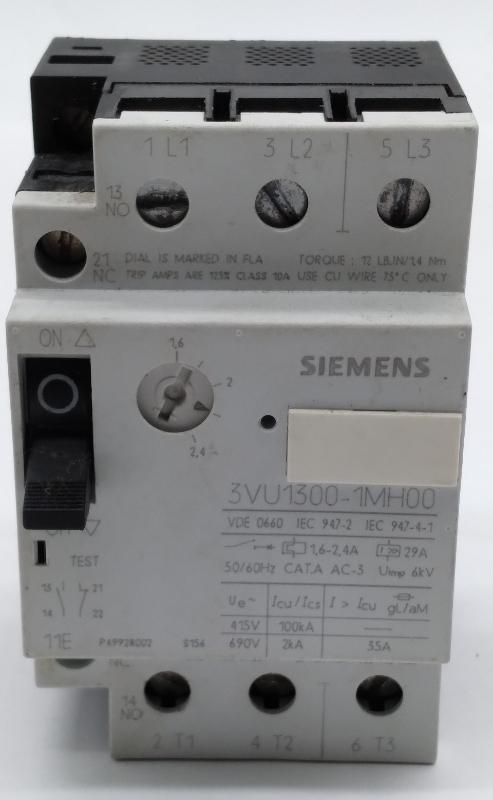 1 L1 3 L2 5 L3
13
NO
21
NC
DIAL IS MARKED IN FLA TORQUE : 12 LB.IN/1,4 Nm
TRIP AMPS ARE 125% CLASS 10A USE CU WIRE 75°C ONLY
ON
1,6
2
2,4
SIEMENS
3VU1300-1MH00
VDE 0660 IEC 947-2 IEC 947-4-1
1,6-2,4A 29A
50/60Hz CAT.A AC-3 Uimp 6kV
TEST
13 21
14 22
Ue~ Icu/Ics I > Icu gL/aM
415V 100kA —
690V 2kA 35A
11E S156
NC
14
NO
2 T1 4 T2 6 T3